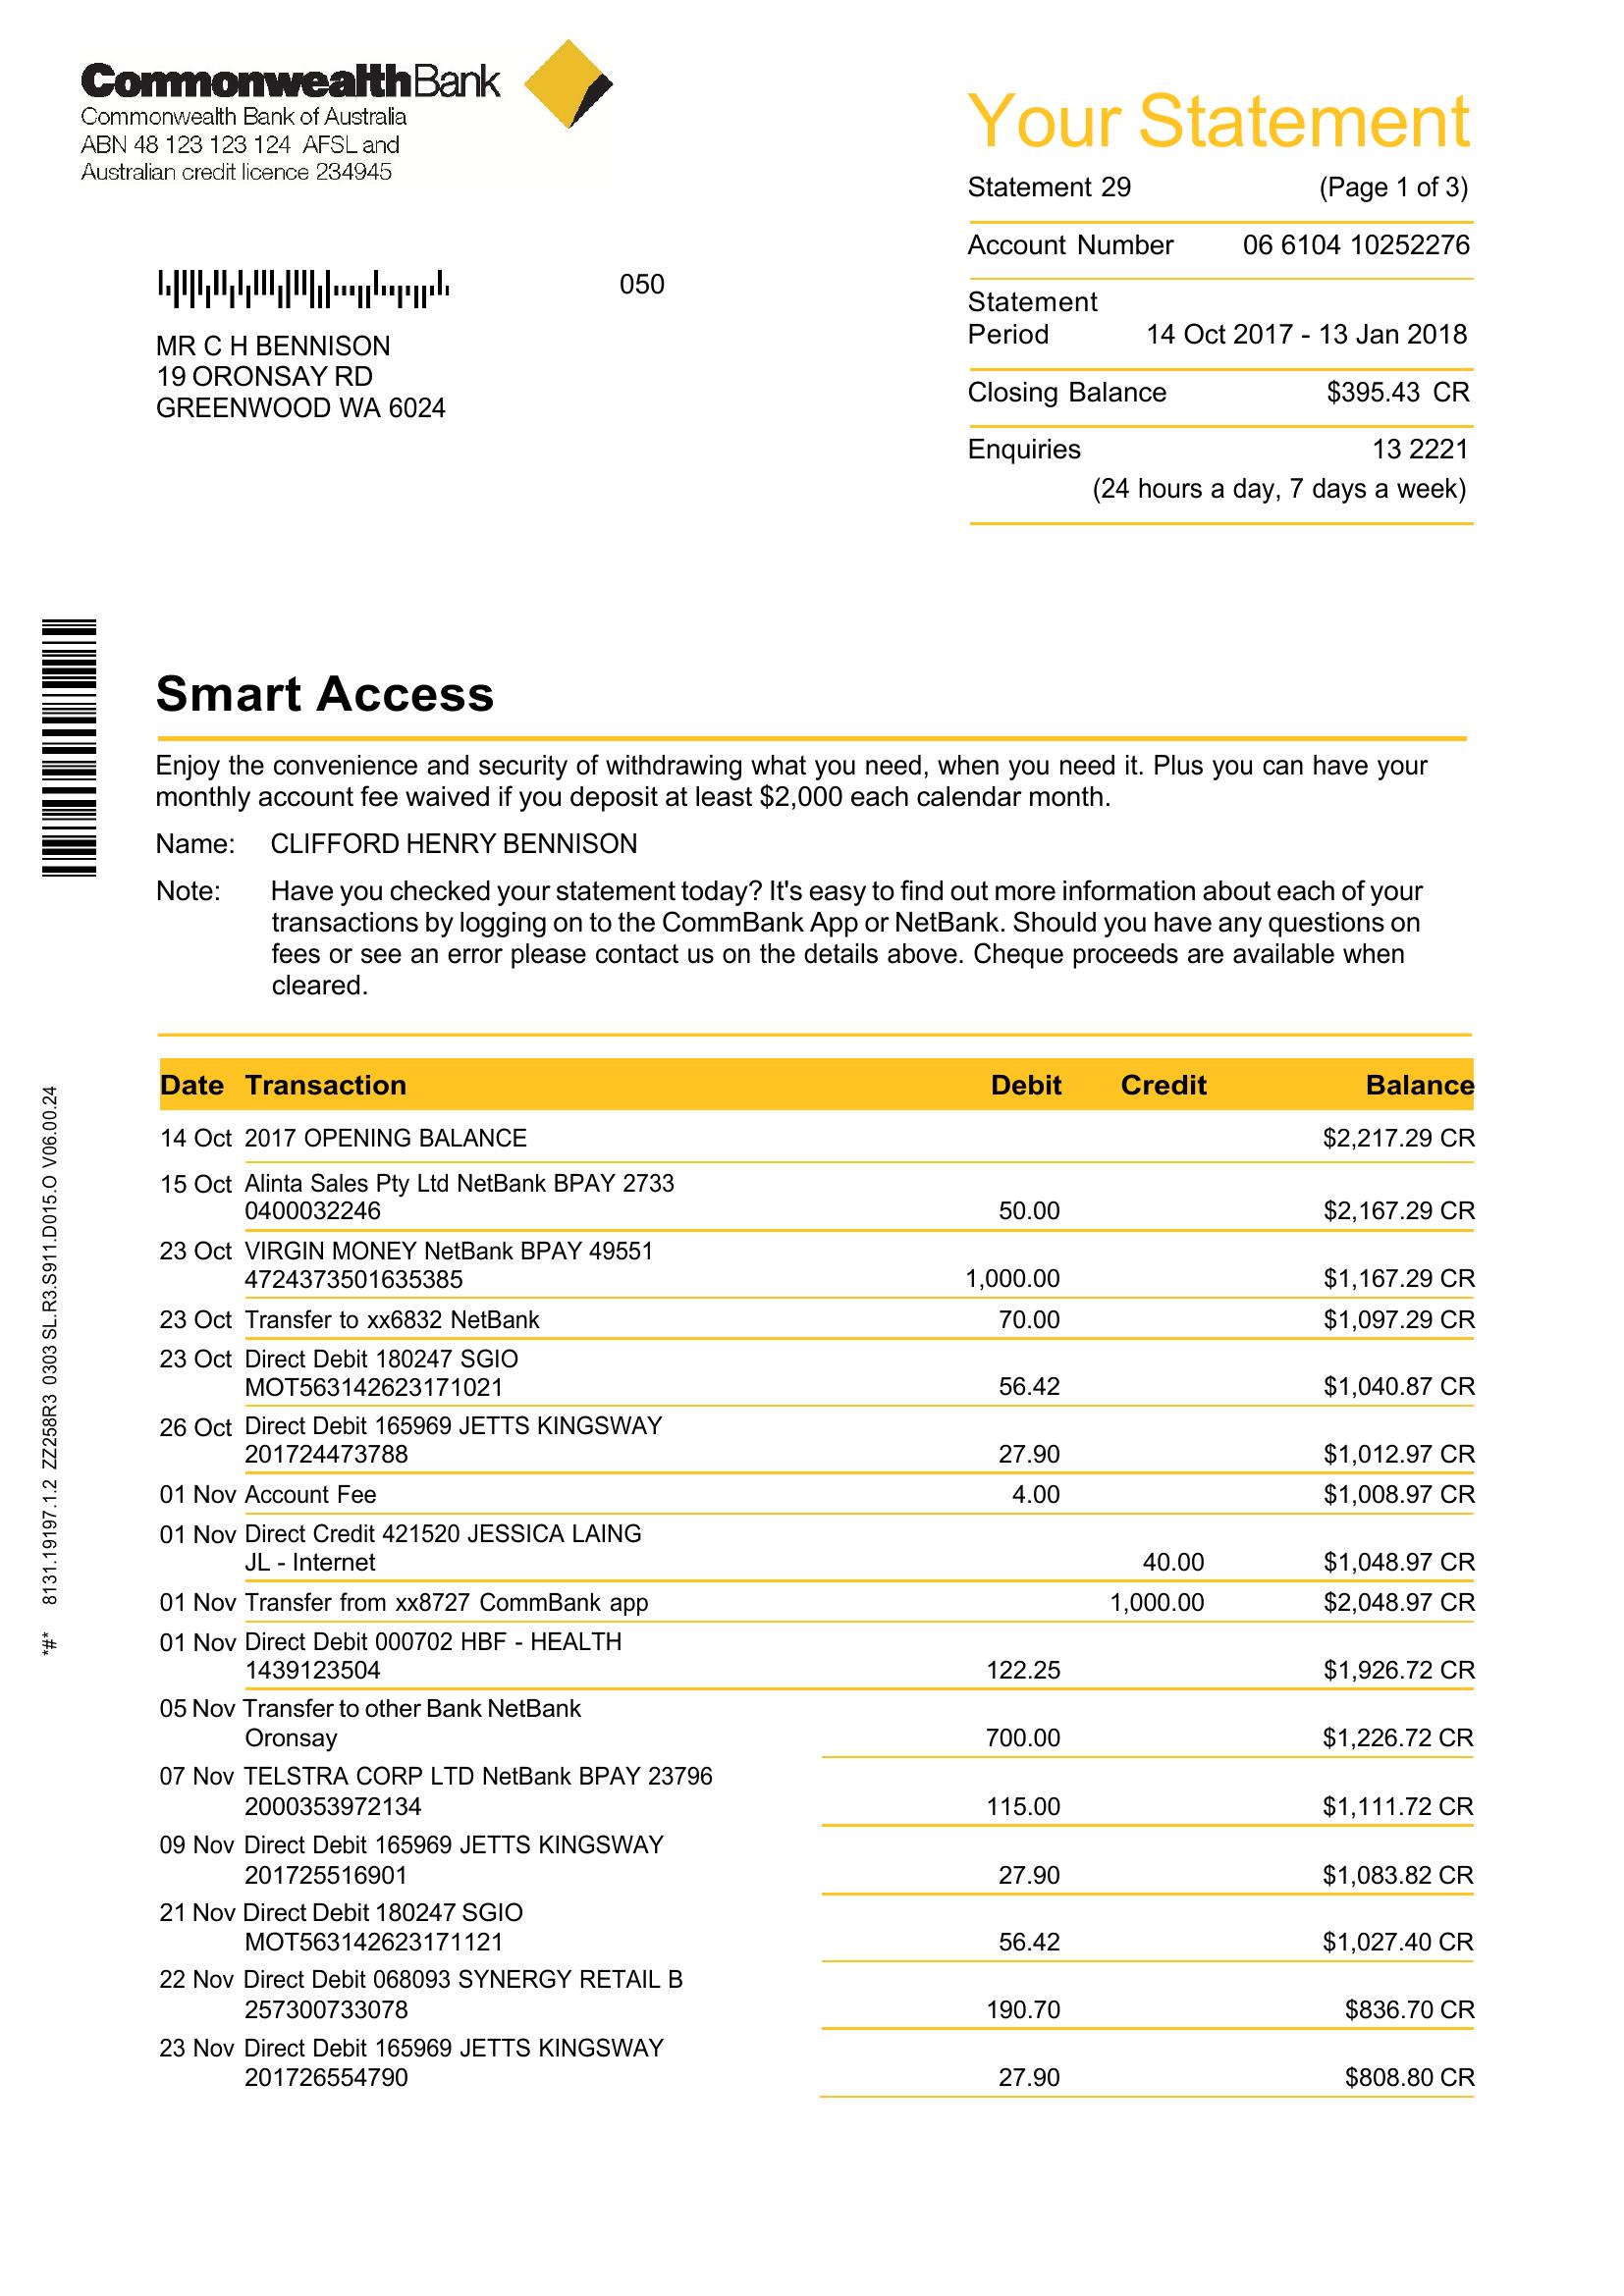 CommonwealthBank
Commonwealth Bank of Australia
ABN 48 123 123 124 AFSL and
Australian credit licence 234945
Your Statement
Statement 29 (Page 1 of 3)
Account Number 06 6104 10252276
Statement
Period 14 Oct 2017 - 13 Jan 2018
Closing Balance $395.43 CR
Enquiries 13 2221
(24 hours a day, 7 days a week)
050
MR C H BENNISON
19 ORONSAY RD
GREENWOOD WA 6024
Smart Access
Enjoy the convenience and security of withdrawing what you need, when you need it. Plus you can have your
monthly account fee waived if you deposit at least $2,000 each calendar month.
Name: CLIFFORD HENRY BENNISON
Note: Have you checked your statement today? It's easy to find out more information about each of your
transactions by logging on to the CommBank App or NetBank. Should you have any questions on
fees or see an error please contact us on the details above. Cheque proceeds are available when
cleared.
Date Transaction Debit Credit Balance
14 Oct 2017 OPENING BALANCE $2,217.29 CR
15 Oct Alinta Sales Pty Ltd NetBank BPAY 2733
0400032246 50.00 $2,167.29 CR
23 Oct VIRGIN MONEY NetBank BPAY 49551
4724373501635385 1,000.00 $1,167.29 CR
23 Oct Transfer to xx6832 NetBank 70.00 $1,097.29 CR
23 Oct Direct Debit 180247 SGIO
MOT563142623171021 56.42 $1,040.87 CR
26 Oct Direct Debit 165969 JETTS KINGSWAY
201724473788 27.90 $1,012.97 CR
01 Nov Account Fee 4.00 $1,008.97 CR
01 Nov Direct Credit 421520 JESSICA LAING
JL - Internet 40.00 $1,048.97 CR
01 Nov Transfer from xx8727 CommBank app 1,000.00 $2,048.97 CR
01 Nov Direct Debit 000702 HBF - HEALTH
1439123504 122.25 $1,926.72 CR
05 Nov Transfer to other Bank NetBank
Oronsay 700.00 $1,226.72 CR
07 Nov TELSTRA CORP LTD NetBank BPAY 23796
2000353972134 115.00 $1,111.72 CR
09 Nov Direct Debit 165969 JETTS KINGSWAY
201725516901 27.90 $1,083.82 CR
21 Nov Direct Debit 180247 SGIO
MOT563142623171121 56.42 $1,027.40 CR
22 Nov Direct Debit 068093 SYNERGY RETAIL B
257300733078 190.70 $836.70 CR
23 Nov Direct Debit 165969 JETTS KINGSWAY
201726554790 27.90 $808.80 CR
*#* 8131.19197.1.2 ZZ258R3 0303 SL.R3.S911.D015.O V06.00.24